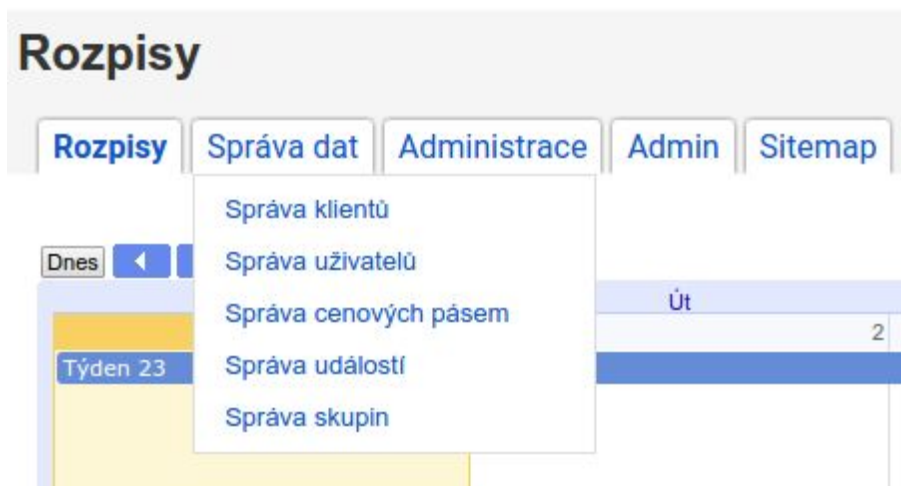 Rozpisy
Rozpisy Správa dat Administrace Admin Sitemap
Správa klientů
Správa uživatelů
Správa cenových pásem
Správa událostí
Správa skupin
Dnes
Út
2
Týden 23